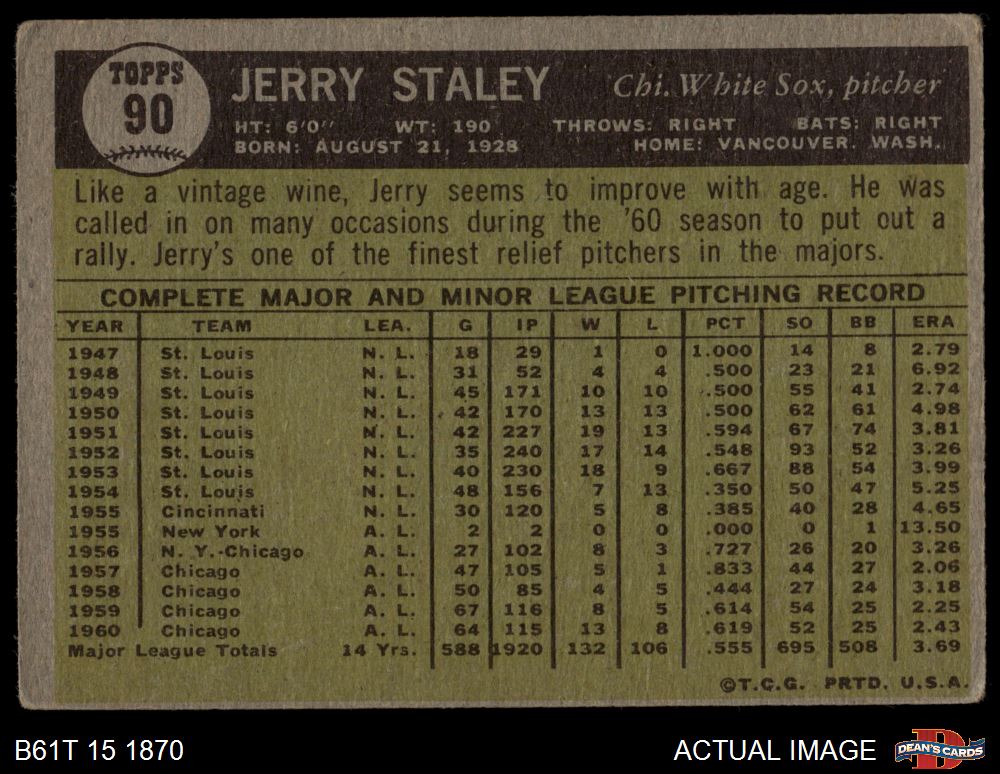 TOPPS
90
JERRY STALEY Chi. White Sox, pitcher
HT: 6'0" WT: 190 THROWS: RIGHT BATS: RIGHT
BORN: AUGUST 21, 1928 HOME: VANCOUVER, WASH.
Like a vintage wine, Jerry seems to improve with age. He was
called in on many occasions during the '60 season to put out a
rally. Jerry's one of the finest relief pitchers in the majors.
COMPLETE MAJOR AND MINOR LEAGUE PITCHING RECORD
YEAR TEAM LEA. G IP W L PCT SO BB ERA
1947 St. Louis N. L. 18 29 1 0 1.000 14 8 2.79
1948 St. Louis N. L. 31 52 4 4 .500 23 21 6.92
1949 St. Louis N. L. 45 171 10 10 .500 55 41 2.74
1950 St. Louis N. L. 42 170 13 13 .500 62 61 4.98
1951 St. Louis N. L. 42 227 19 13 .594 67 74 3.81
1952 St. Louis N. L. 35 240 17 14 .548 93 52 3.26
1953 St. Louis N. L. 40 230 18 9 .667 88 54 3.99
1954 St. Louis N. L. 48 156 7 13 .350 50 47 5.25
1955 Cincinnati N. L. 30 120 5 8 .385 40 28 4.65
1955 New York A. L. 2 2 0 0 .000 0 1 13.50
1956 N. Y.-Chicago A. L. 27 102 8 3 .727 26 20 3.26
1957 Chicago A. L. 47 105 5 1 .833 44 27 2.06
1958 Chicago A. L. 50 85 4 5 .444 27 24 3.18
1959 Chicago A. L. 67 116 8 5 .614 54 25 2.25
1960 Chicago A. L. 64 115 13 8 .619 52 25 2.43
Major League Totals 14 Yrs. 588 1920 132 106 .555 695 508 3.69
©T.C.G. PRTD. U.S.A.
B61T 15 1870 ACTUAL IMAGE DEAN'S CARDS